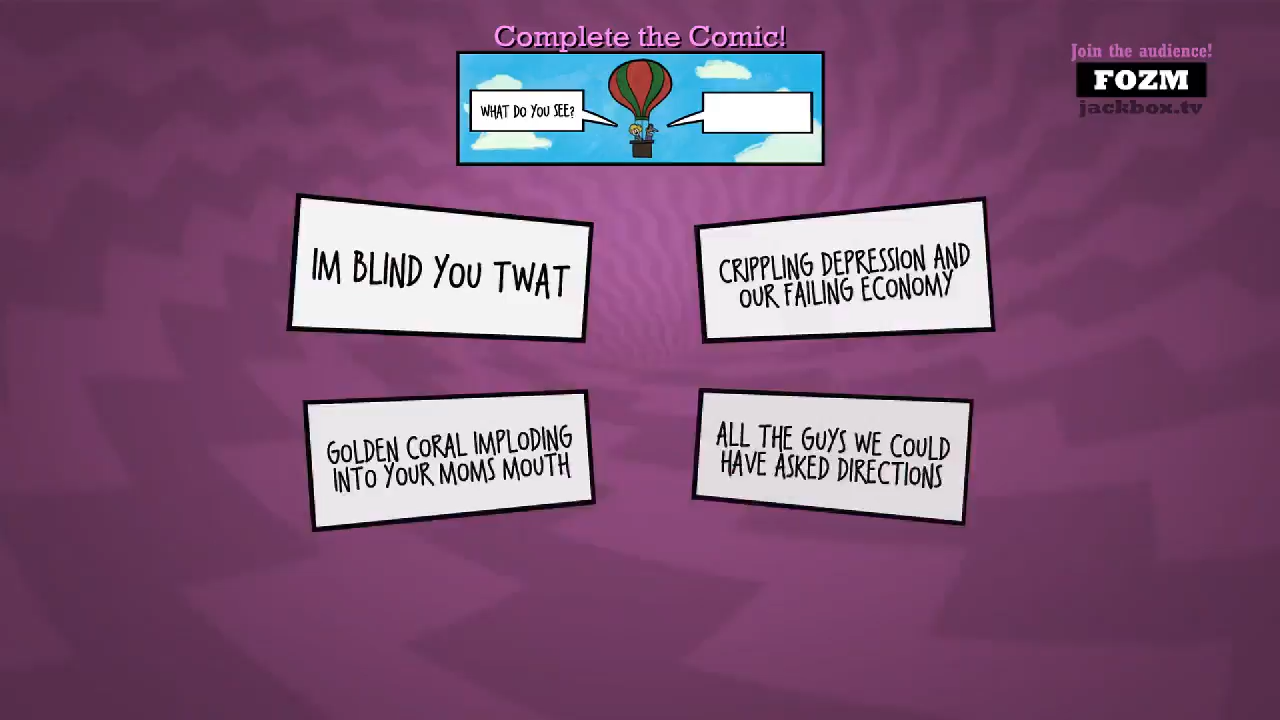 Complete the Comic!
WHAT DO YOU SEE?
Join the audience!
FOZM
jackbox.tv
IM BLIND YOU TWAT
CRIPPLING DEPRESSION AND
OUR FAILING ECONOMY
GOLDEN CORAL IMPLODING
INTO YOUR MOMS MOUTH
ALL THE GUYS WE COULD
HAVE ASKED DIRECTIONS